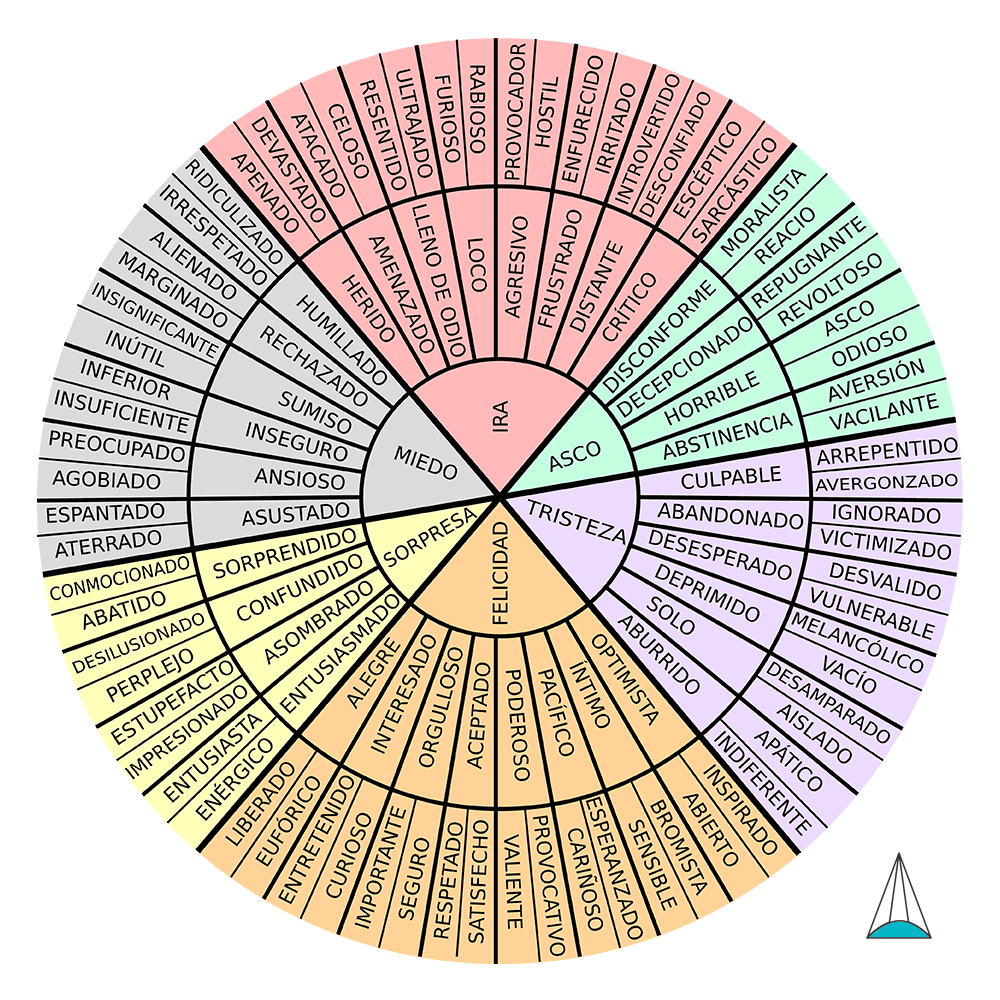 IRA
ASCO
TRISTEZA
FELICIDAD
SORPRESA
MIEDO
HERIDO
AMENAZADO
LLENO DE ODIO
LOCO
AGRESIVO
FRUSTRADO
DISTANTE
CRÍTICO
DISCONFORME
DECEPCIONADO
HORRIBLE
ABSTINENCIA
CULPABLE
ABANDONADO
DESESPERADO
DEPRIMIDO
SOLO
ABURRIDO
OPTIMISTA
ÍNTIMO
PACÍFICO
PODEROSO
ACEPTADO
ORGULLOSO
INTERESADO
ALEGRE
ENTUSIASMADO
ASOMBRADO
CONFUNDIDO
SORPRENDIDO
ASUSTADO
ANSIOSO
INSEGURO
SUMISO
RECHAZADO
HUMILLADO
APENADO
DEVASTADO
ATACADO
CELOSO
RESENTIDO
ULTRAJADO
FURIOSO
RABIOSO
PROVOCADOR
HOSTIL
ENFURECIDO
IRRITADO
INTROVERTIDO
DESCONFIADO
ESCÉPTICO
SARCÁSTICO
MORALISTA
REACIO
REPUGNANTE
REVOLTOSO
ASCO
ODIOSO
AVERSIÓN
VACILANTE
ARREPENTIDO
AVERGONZADO
IGNORADO
VICTIMIZADO
DESVALIDO
VULNERABLE
MELANCÓLICO
VACÍO
DESAMPARADO
AISLADO
APÁTICO
INDIFERENTE
INSPIRADO
ABIERTO
BROMISTA
SENSIBLE
ESPERANZADO
CARIÑOSO
PROVOCATIVO
VALIENTE
SATISFECHO
RESPETADO
SEGURO
IMPORTANTE
CURIOSO
ENTRETENIDO
EUFÓRICO
LIBERADO
ENÉRGICO
ENTUSIASTA
IMPRESIONADO
ESTUPEFACTO
PERPLEJO
DESILUSIONADO
ABATIDO
CONMOCIONADO
ATERRADO
ESPANTADO
AGOBIADO
PREOCUPADO
INSUFICIENTE
INFERIOR
INÚTIL
INSIGNIFICANTE
MARGINADO
ALIENADO
IRRESPETADO
RIDICULIZADO